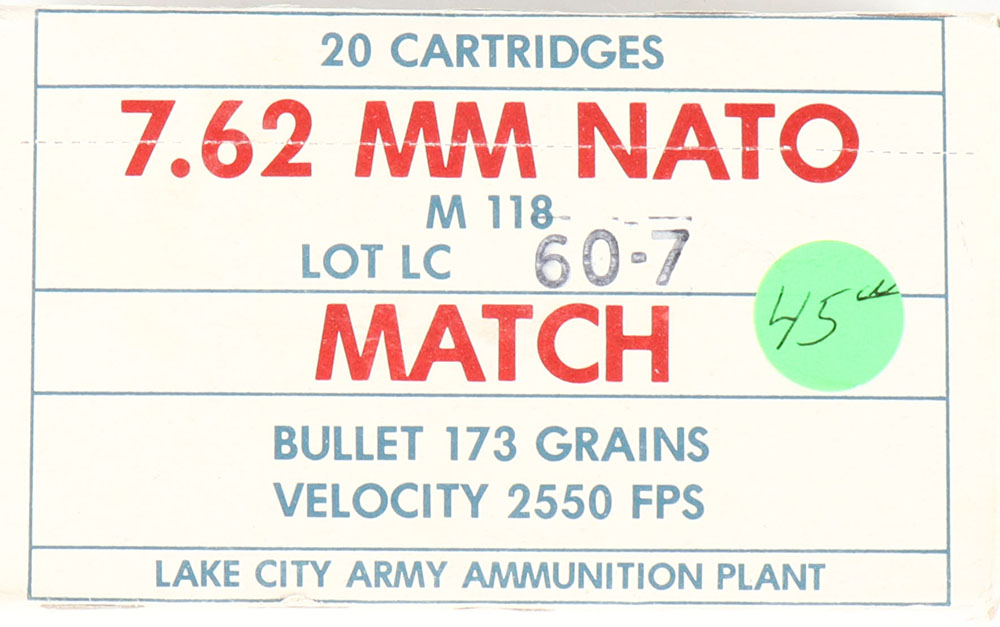 20 CARTRIDGES
7.62 MM NATO
M 118
LOT LC 60-7
MATCH
45
BULLET 173 GRAINS
VELOCITY 2550 FPS
LAKE CITY ARMY AMMUNITION PLANT